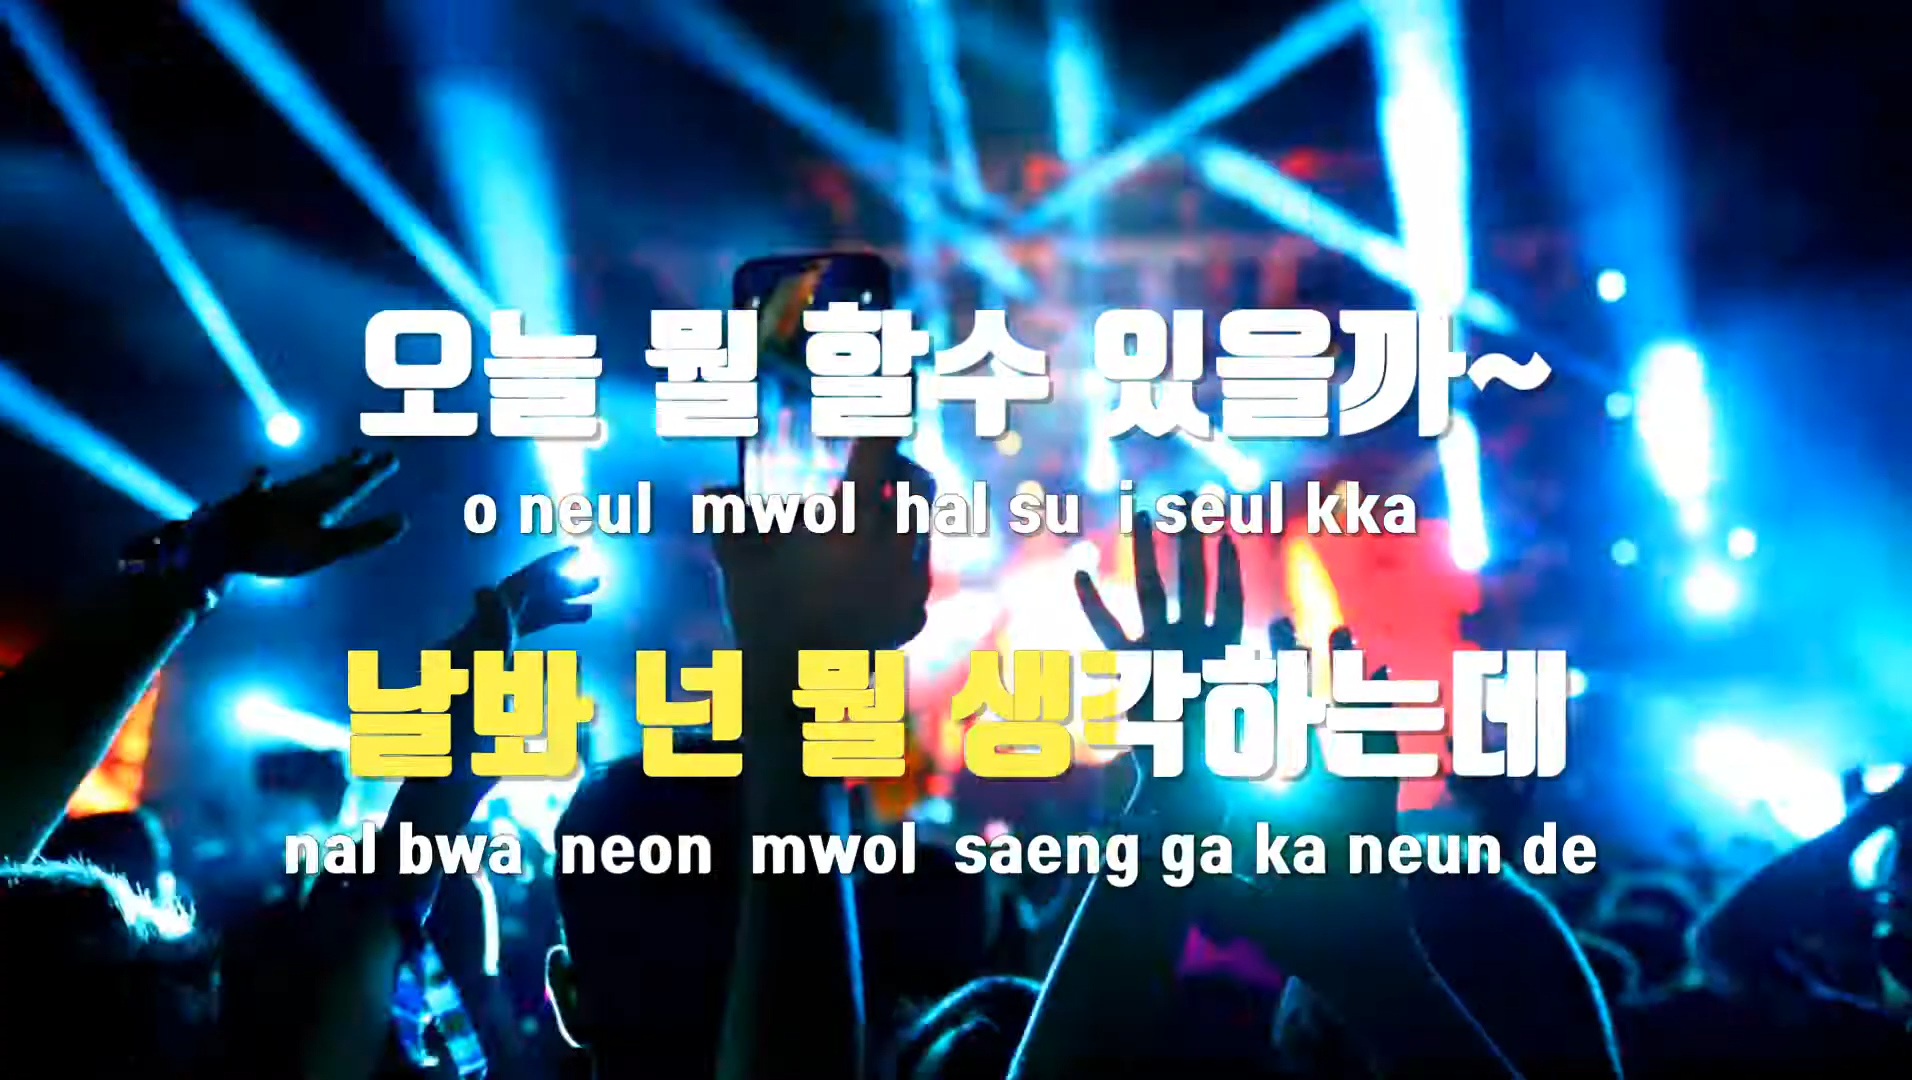 오늘 뭘 할수 있을까~
o neul mwol hal su i seul kka
날봐 넌 뭘 생각하는데
nal bwa neon mwol saeng ga ka neun de